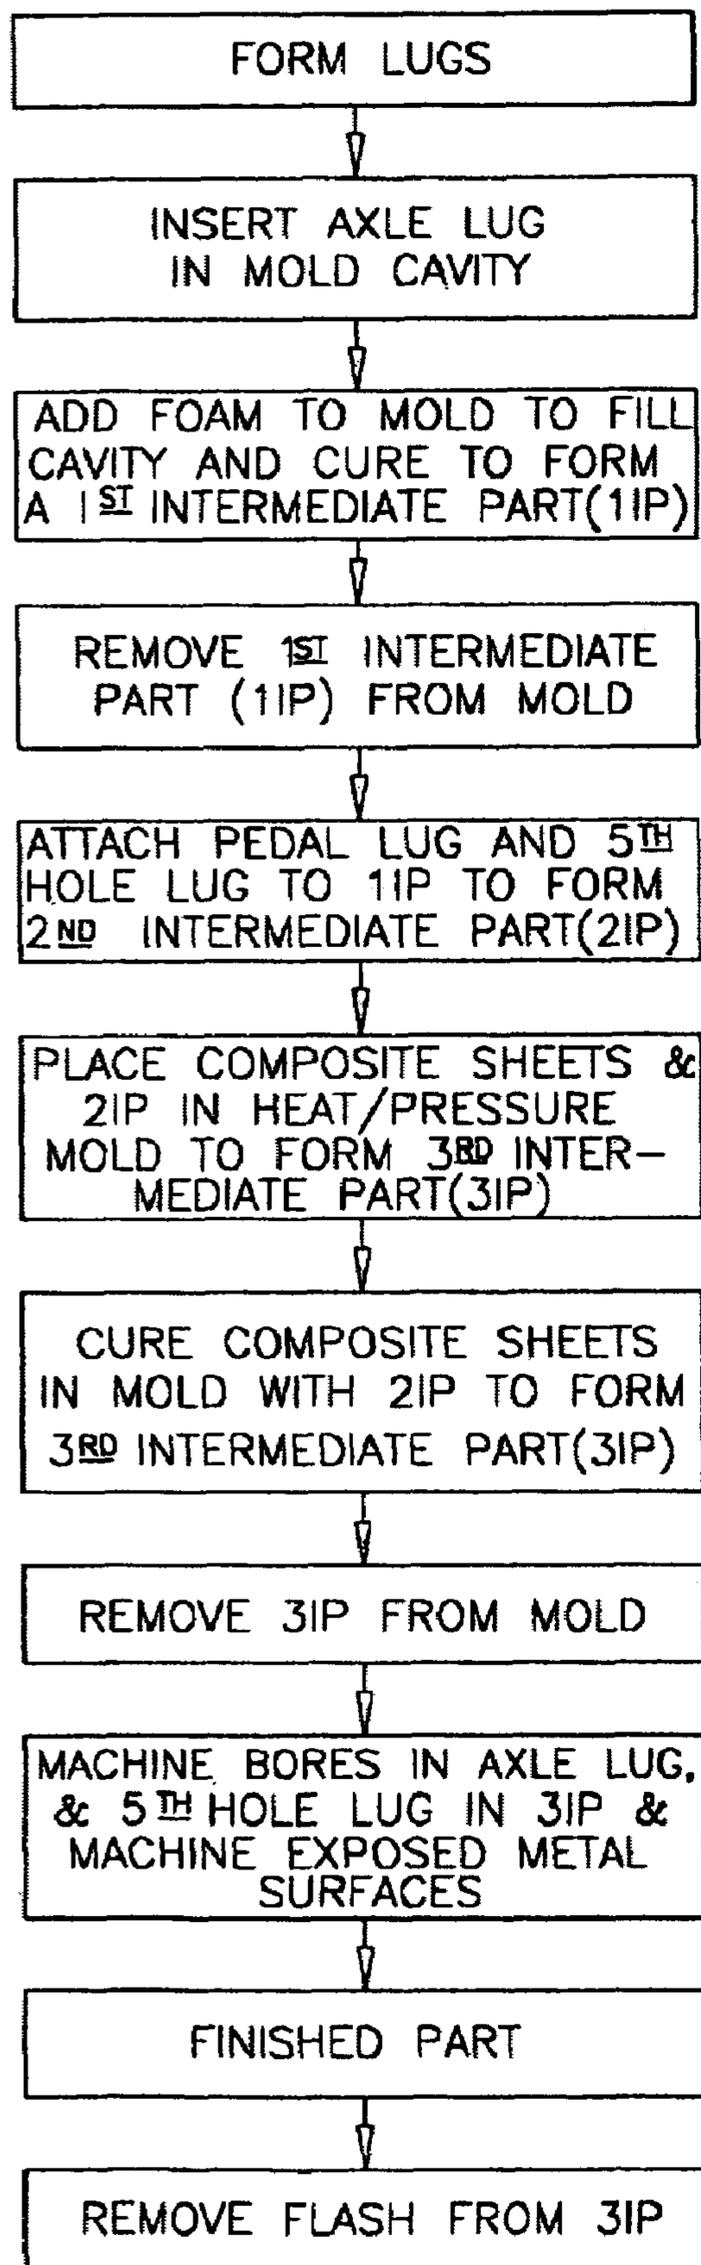 FORM LUGS
INSERT AXLE LUG
IN MOLD CAVITY
ADD FOAM TO MOLD TO FILL
CAVITY AND CURE TO FORM
A 1ST INTERMEDIATE PART(1IP)
REMOVE 1ST INTERMEDIATE
PART (1IP) FROM MOLD
ATTACH PEDAL LUG AND 5TH
HOLE LUG TO 1IP TO FORM
2ND INTERMEDIATE PART(2IP)
PLACE COMPOSITE SHEETS &
2IP IN HEAT/PRESSURE
MOLD TO FORM 3RD INTER-
MEDIATE PART(3IP)
CURE COMPOSITE SHEETS
IN MOLD WITH 2IP TO FORM
3RD INTERMEDIATE PART(3IP)
REMOVE 3IP FROM MOLD
MACHINE BORES IN AXLE LUG,
& 5TH HOLE LUG IN 3IP &
MACHINE EXPOSED METAL
SURFACES
FINISHED PART
REMOVE FLASH FROM 3IP